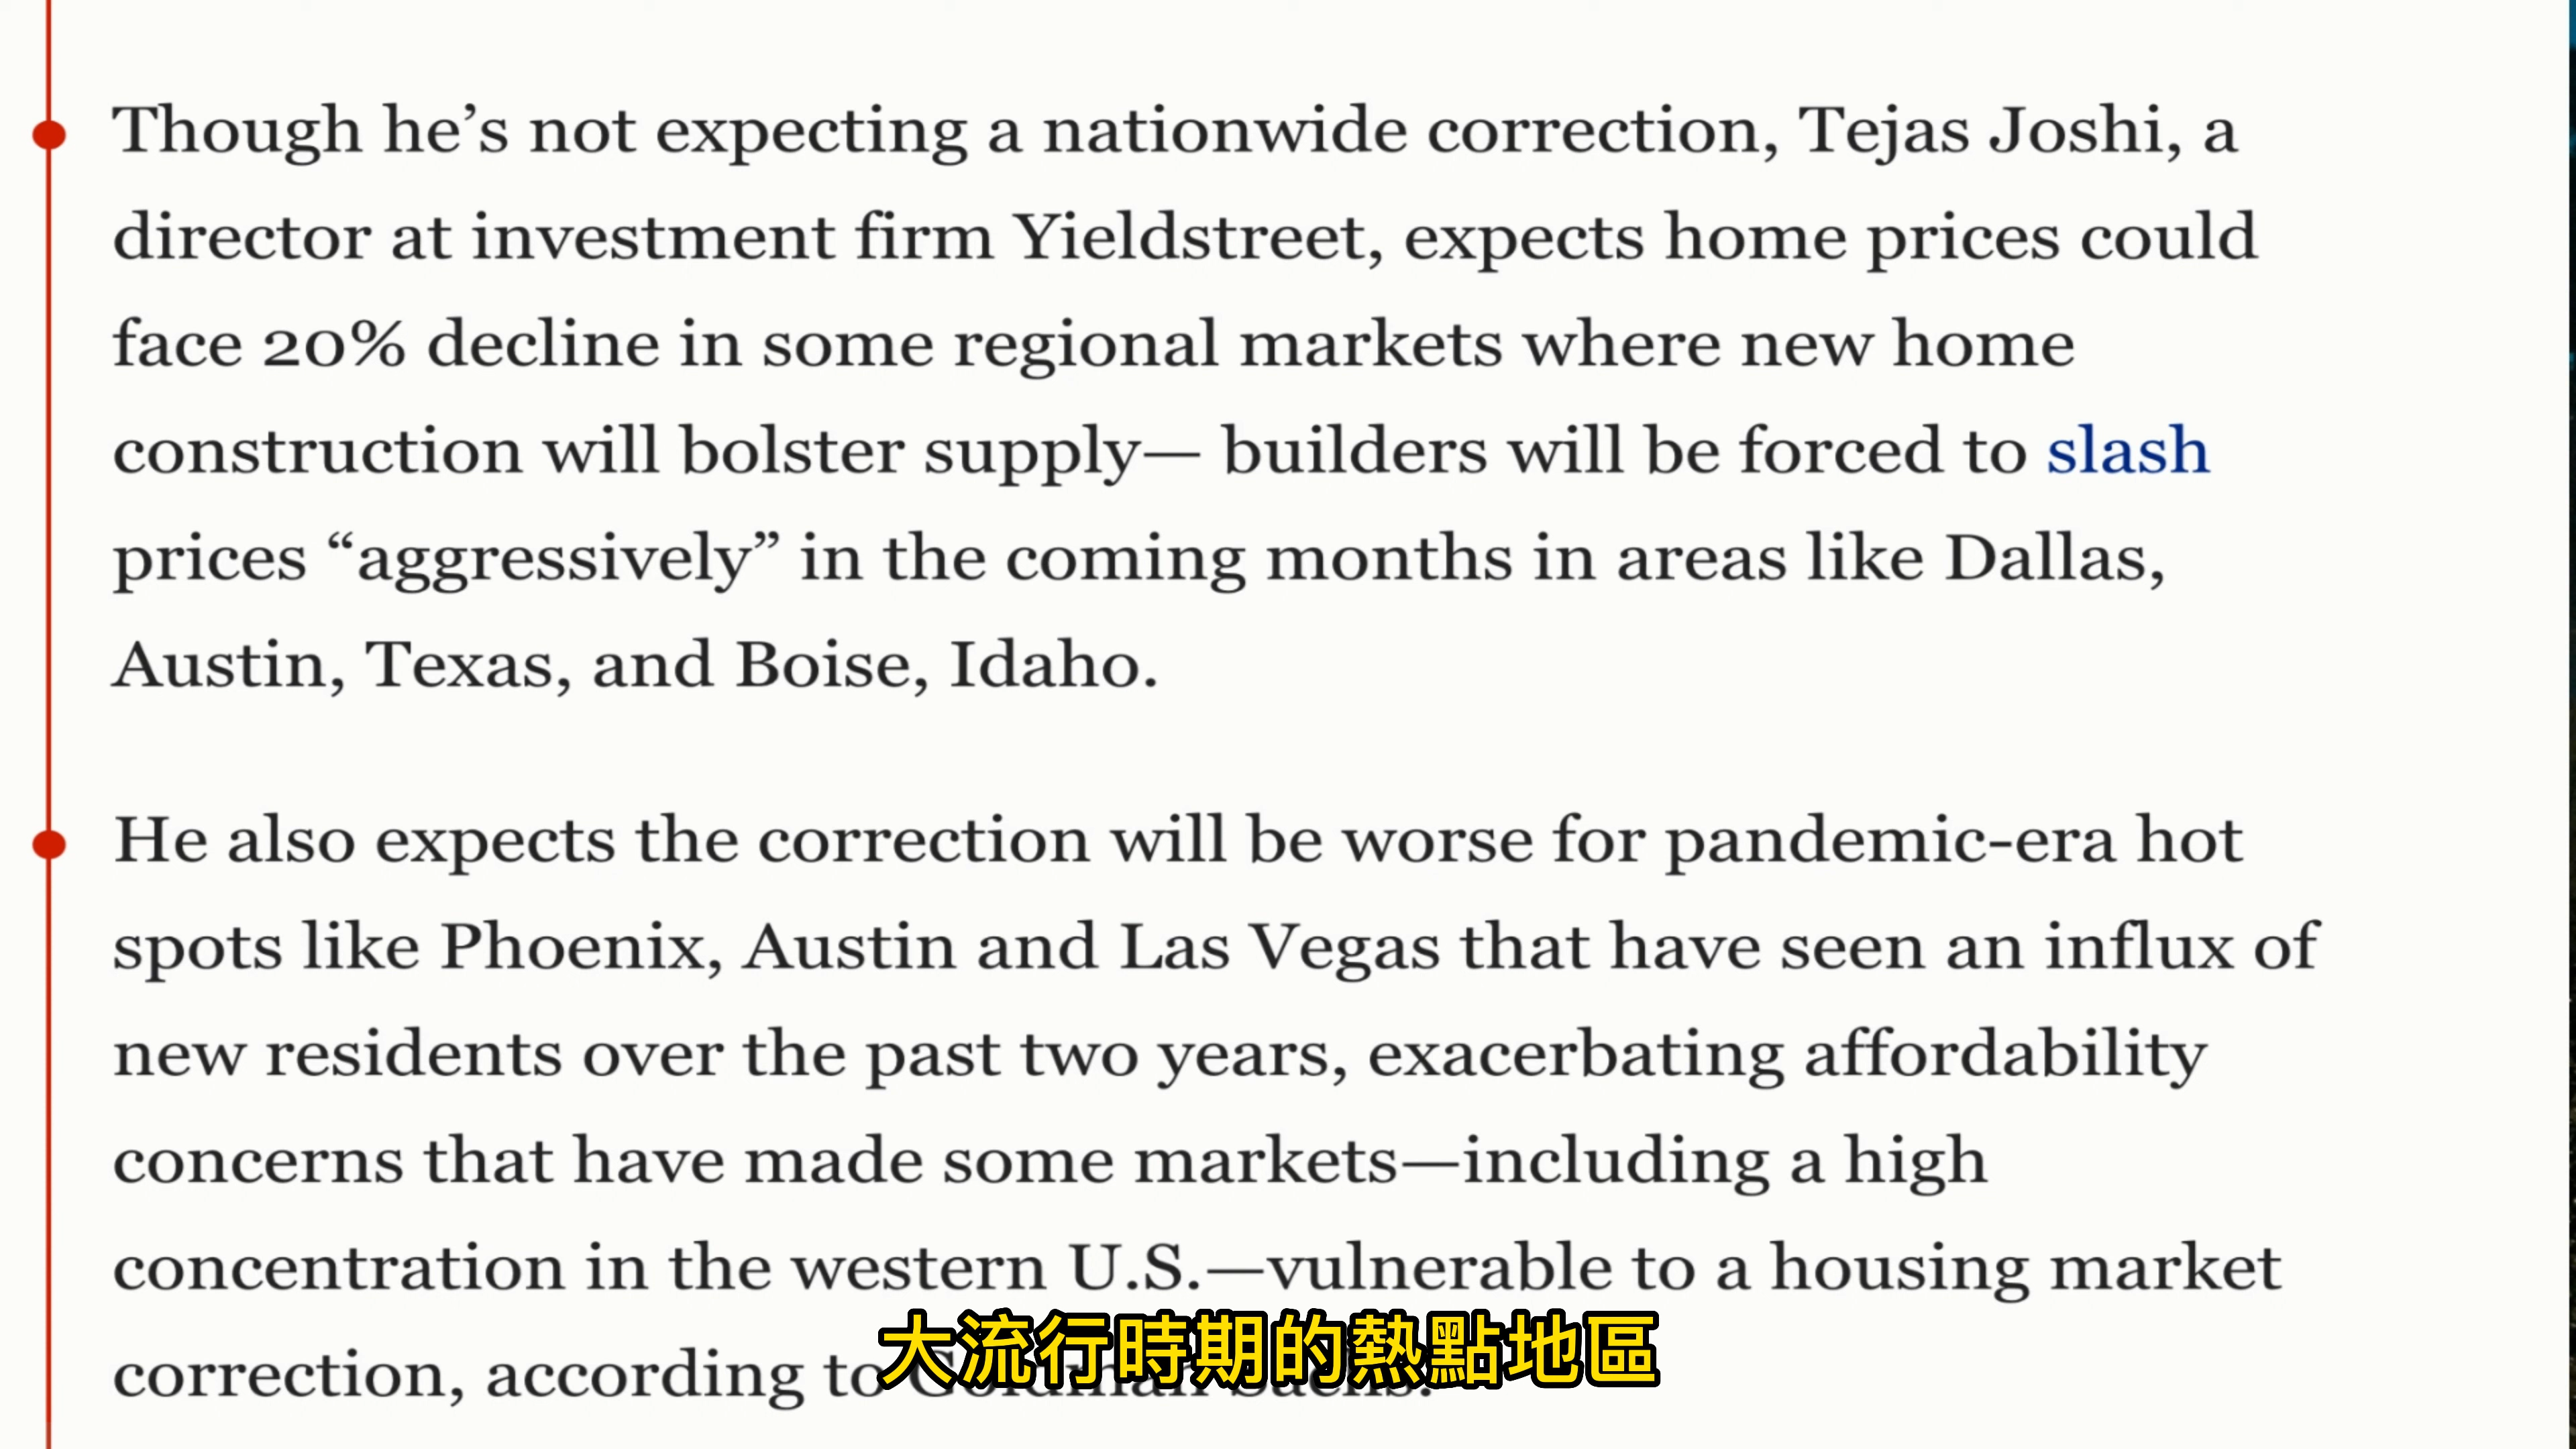 Though he’s not expecting a nationwide correction, Tejas Joshi, a
director at investment firm Yieldstreet, expects home prices could
face 20% decline in some regional markets where new home
construction will bolster supply— builders will be forced to slash
prices “aggressively” in the coming months in areas like Dallas,
Austin, Texas, and Boise, Idaho.
He also expects the correction will be worse for pandemic-era hot
spots like Phoenix, Austin and Las Vegas that have seen an influx of
new residents over the past two years, exacerbating affordability
concerns that have made some markets—including a high
concentration in the western U.S.—vulnerable to a housing market
correction, according to Goldman Sachs.
大流行時期的熱點地區